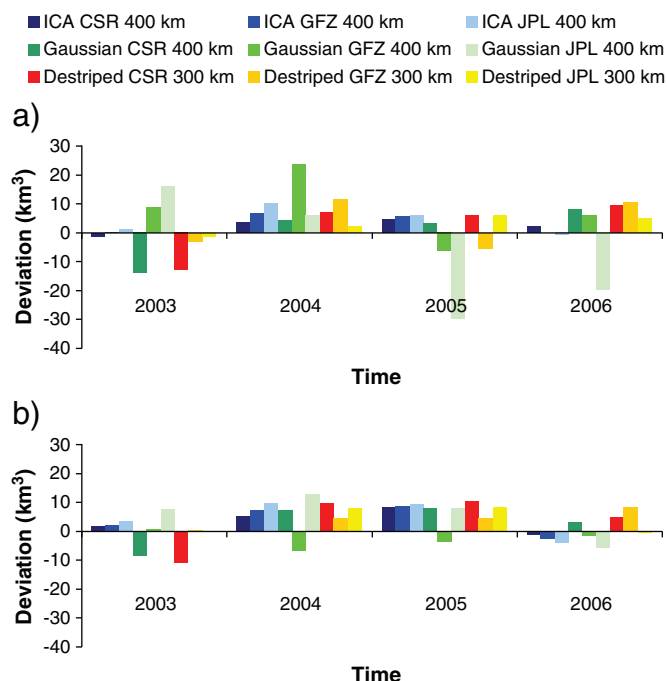 ICA CSR 400 km ICA GFZ 400 km ICA JPL 400 km
Gaussian CSR 400 km Gaussian GFZ 400 km Gaussian JPL 400 km
Destriped CSR 300 km Destriped GFZ 300 km Destriped JPL 300 km
a)
Deviation (km³)
30
20
10
0
-10
-20
-30
-40
2003 2004 2005 2006
Time
b)
Deviation (km³)
30
20
10
0
-10
-20
-30
-40
2003 2004 2005 2006
Time